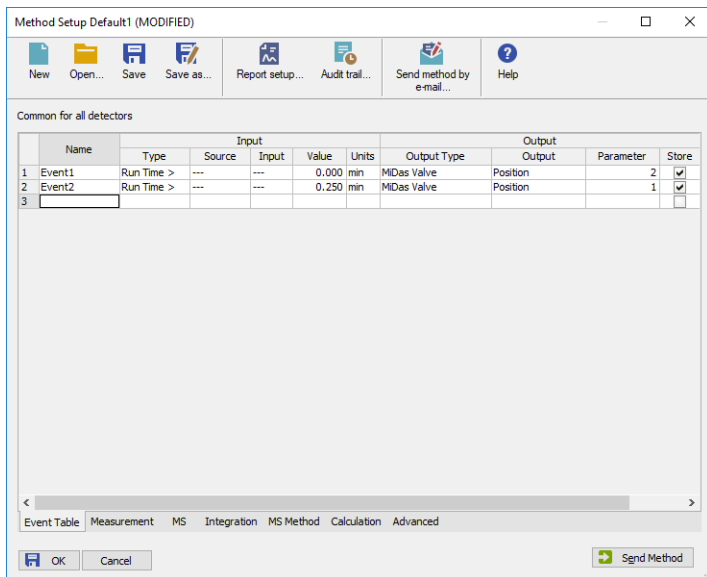 Method Setup Default1 (MODIFIED)
New Open... Save Save as... Report setup... Audit trail... Send method by e-mail... Help
Common for all detectors
Name Input Output
Type Source Input Value Units Output Type Output Parameter Store
1 Event1 Run Time > --- --- 0.000 min MiDas Valve Position 2
2 Event2 Run Time > --- --- 0.250 min MiDas Valve Position 1
3
Event Table Measurement MS Integration MS Method Calculation Advanced
OK Cancel Send Method